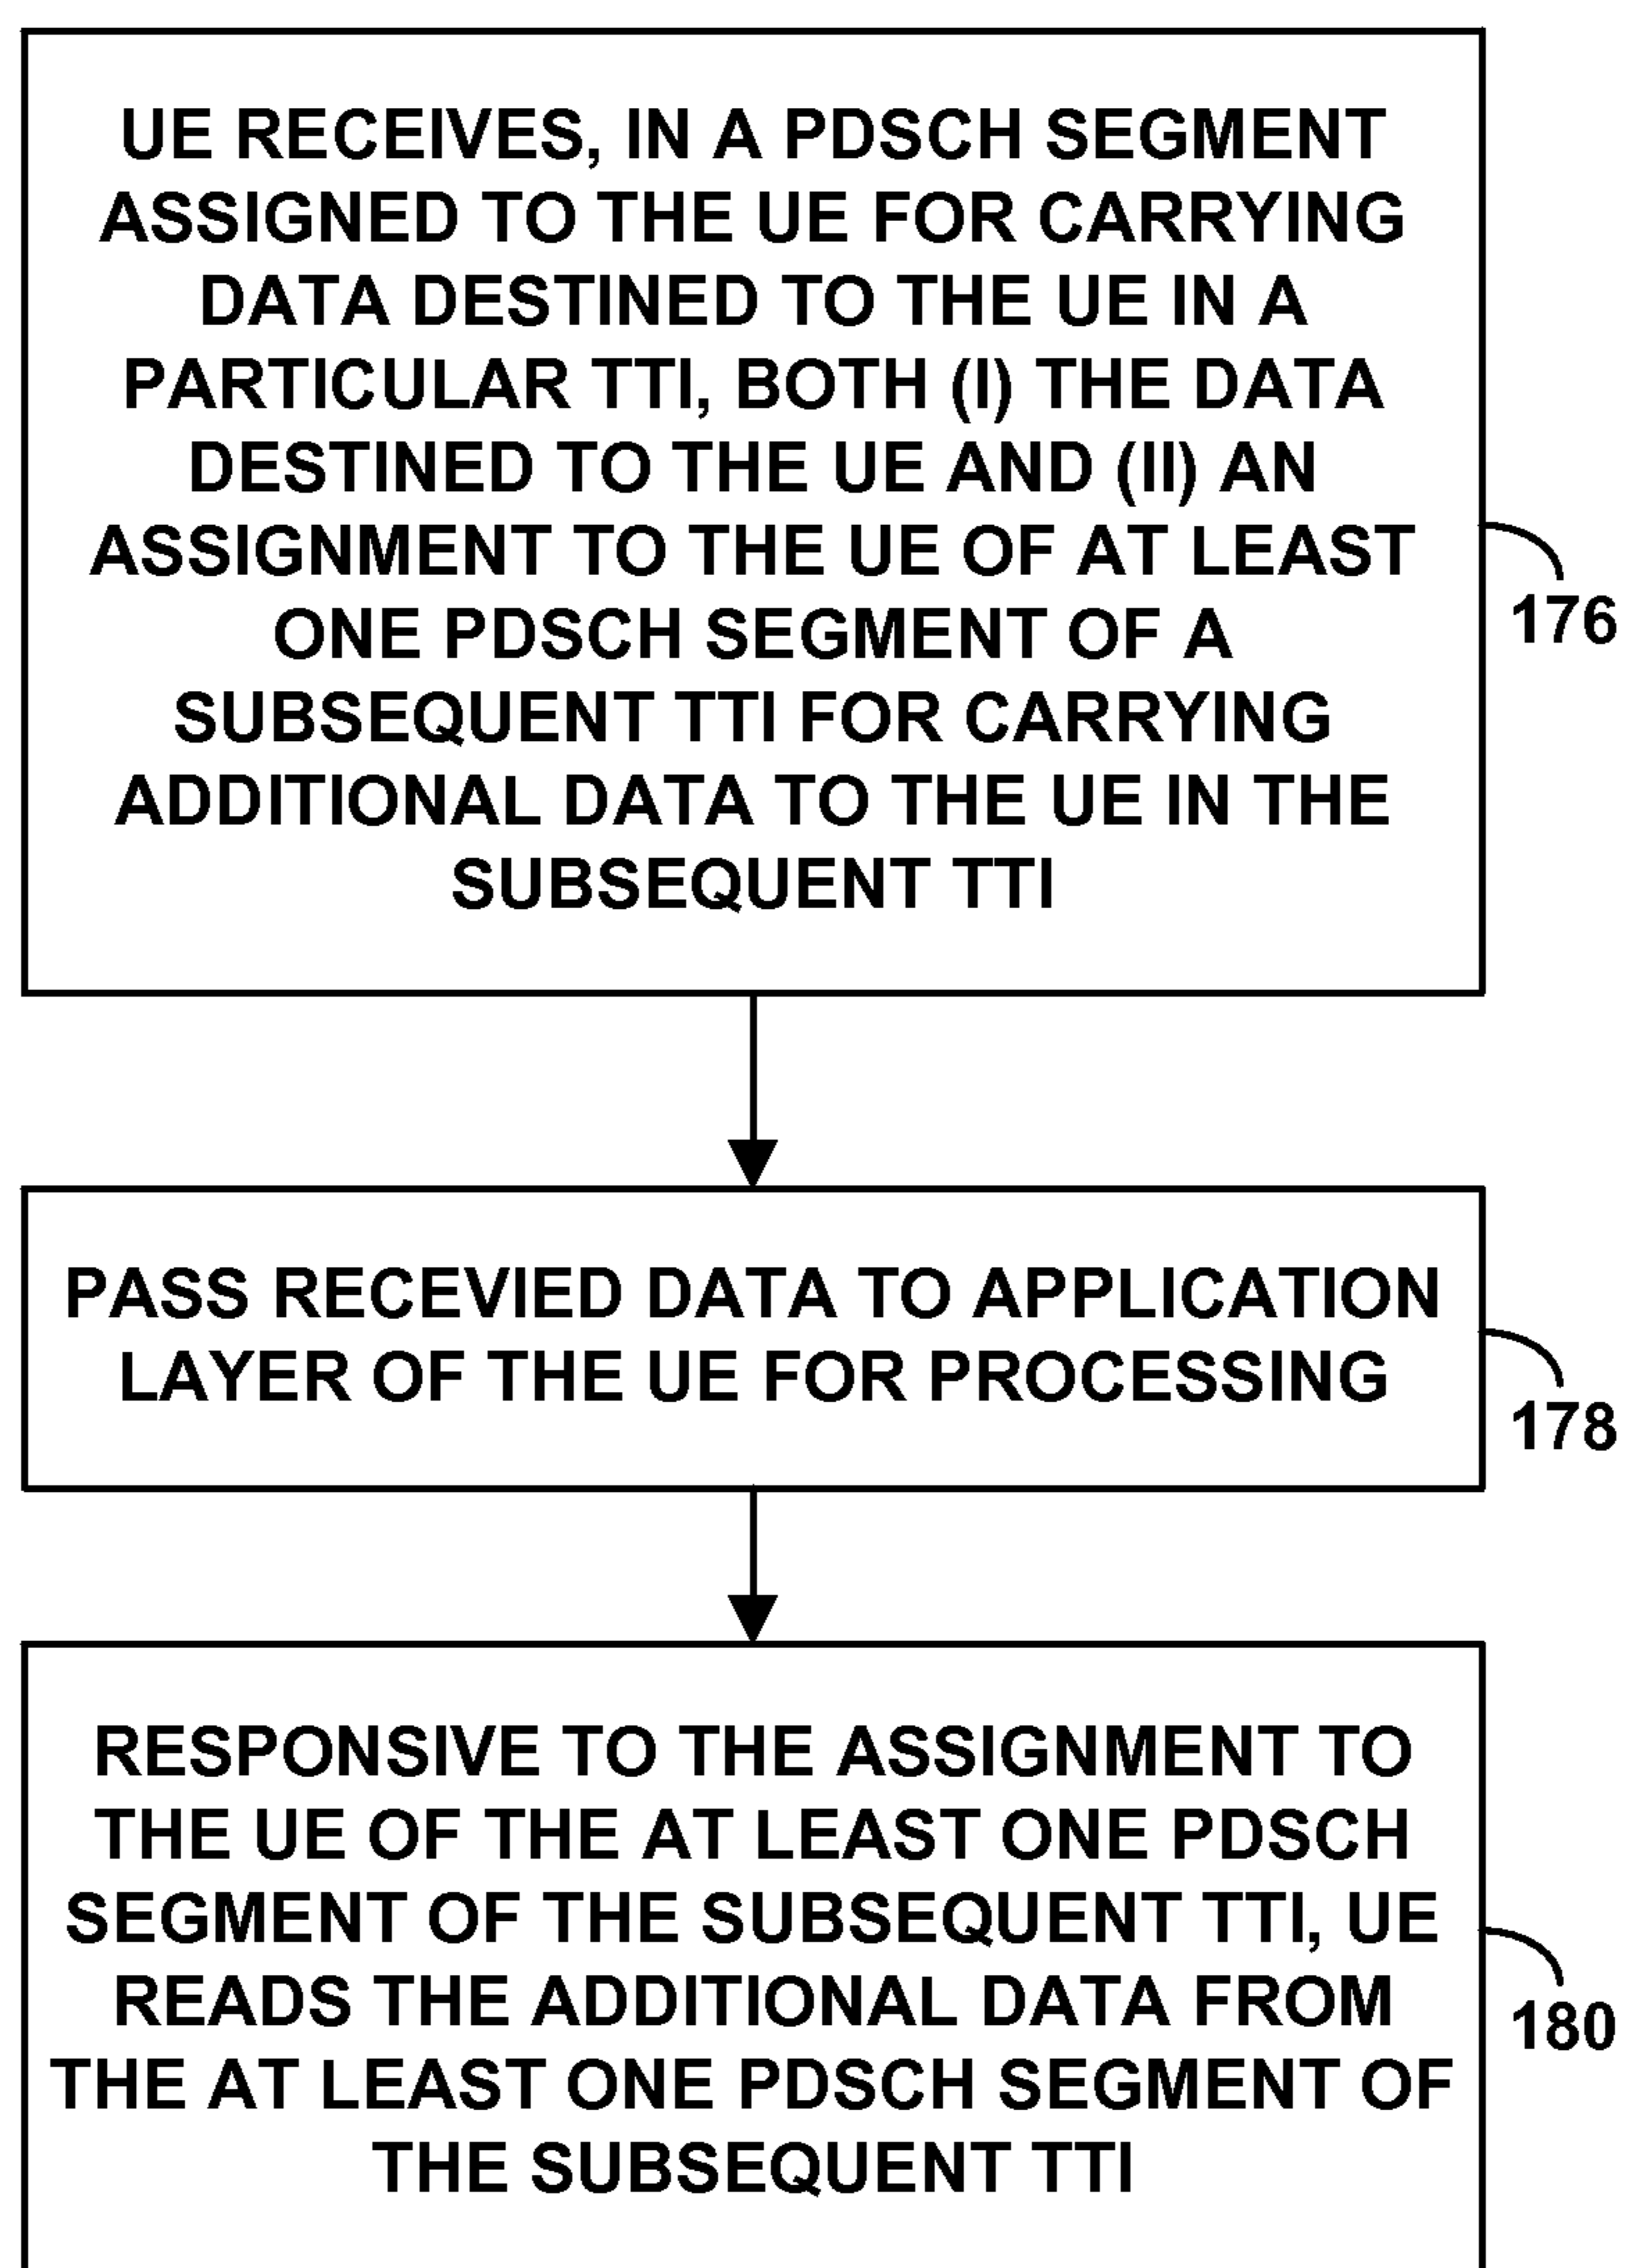 UE RECEIVES, IN A PDSCH SEGMENT
ASSIGNED TO THE UE FOR CARRYING
DATA DESTINED TO THE UE IN A
PARTICULAR TTI, BOTH (I) THE DATA
DESTINED TO THE UE AND (II) AN
ASSIGNMENT TO THE UE OF AT LEAST
ONE PDSCH SEGMENT OF A
SUBSEQUENT TTI FOR CARRYING
ADDITIONAL DATA TO THE UE IN THE
SUBSEQUENT TTI
176
PASS RECEVIED DATA TO APPLICATION
LAYER OF THE UE FOR PROCESSING
178
RESPONSIVE TO THE ASSIGNMENT TO
THE UE OF THE AT LEAST ONE PDSCH
SEGMENT OF THE SUBSEQUENT TTI, UE
READS THE ADDITIONAL DATA FROM
THE AT LEAST ONE PDSCH SEGMENT OF
THE SUBSEQUENT TTI
180